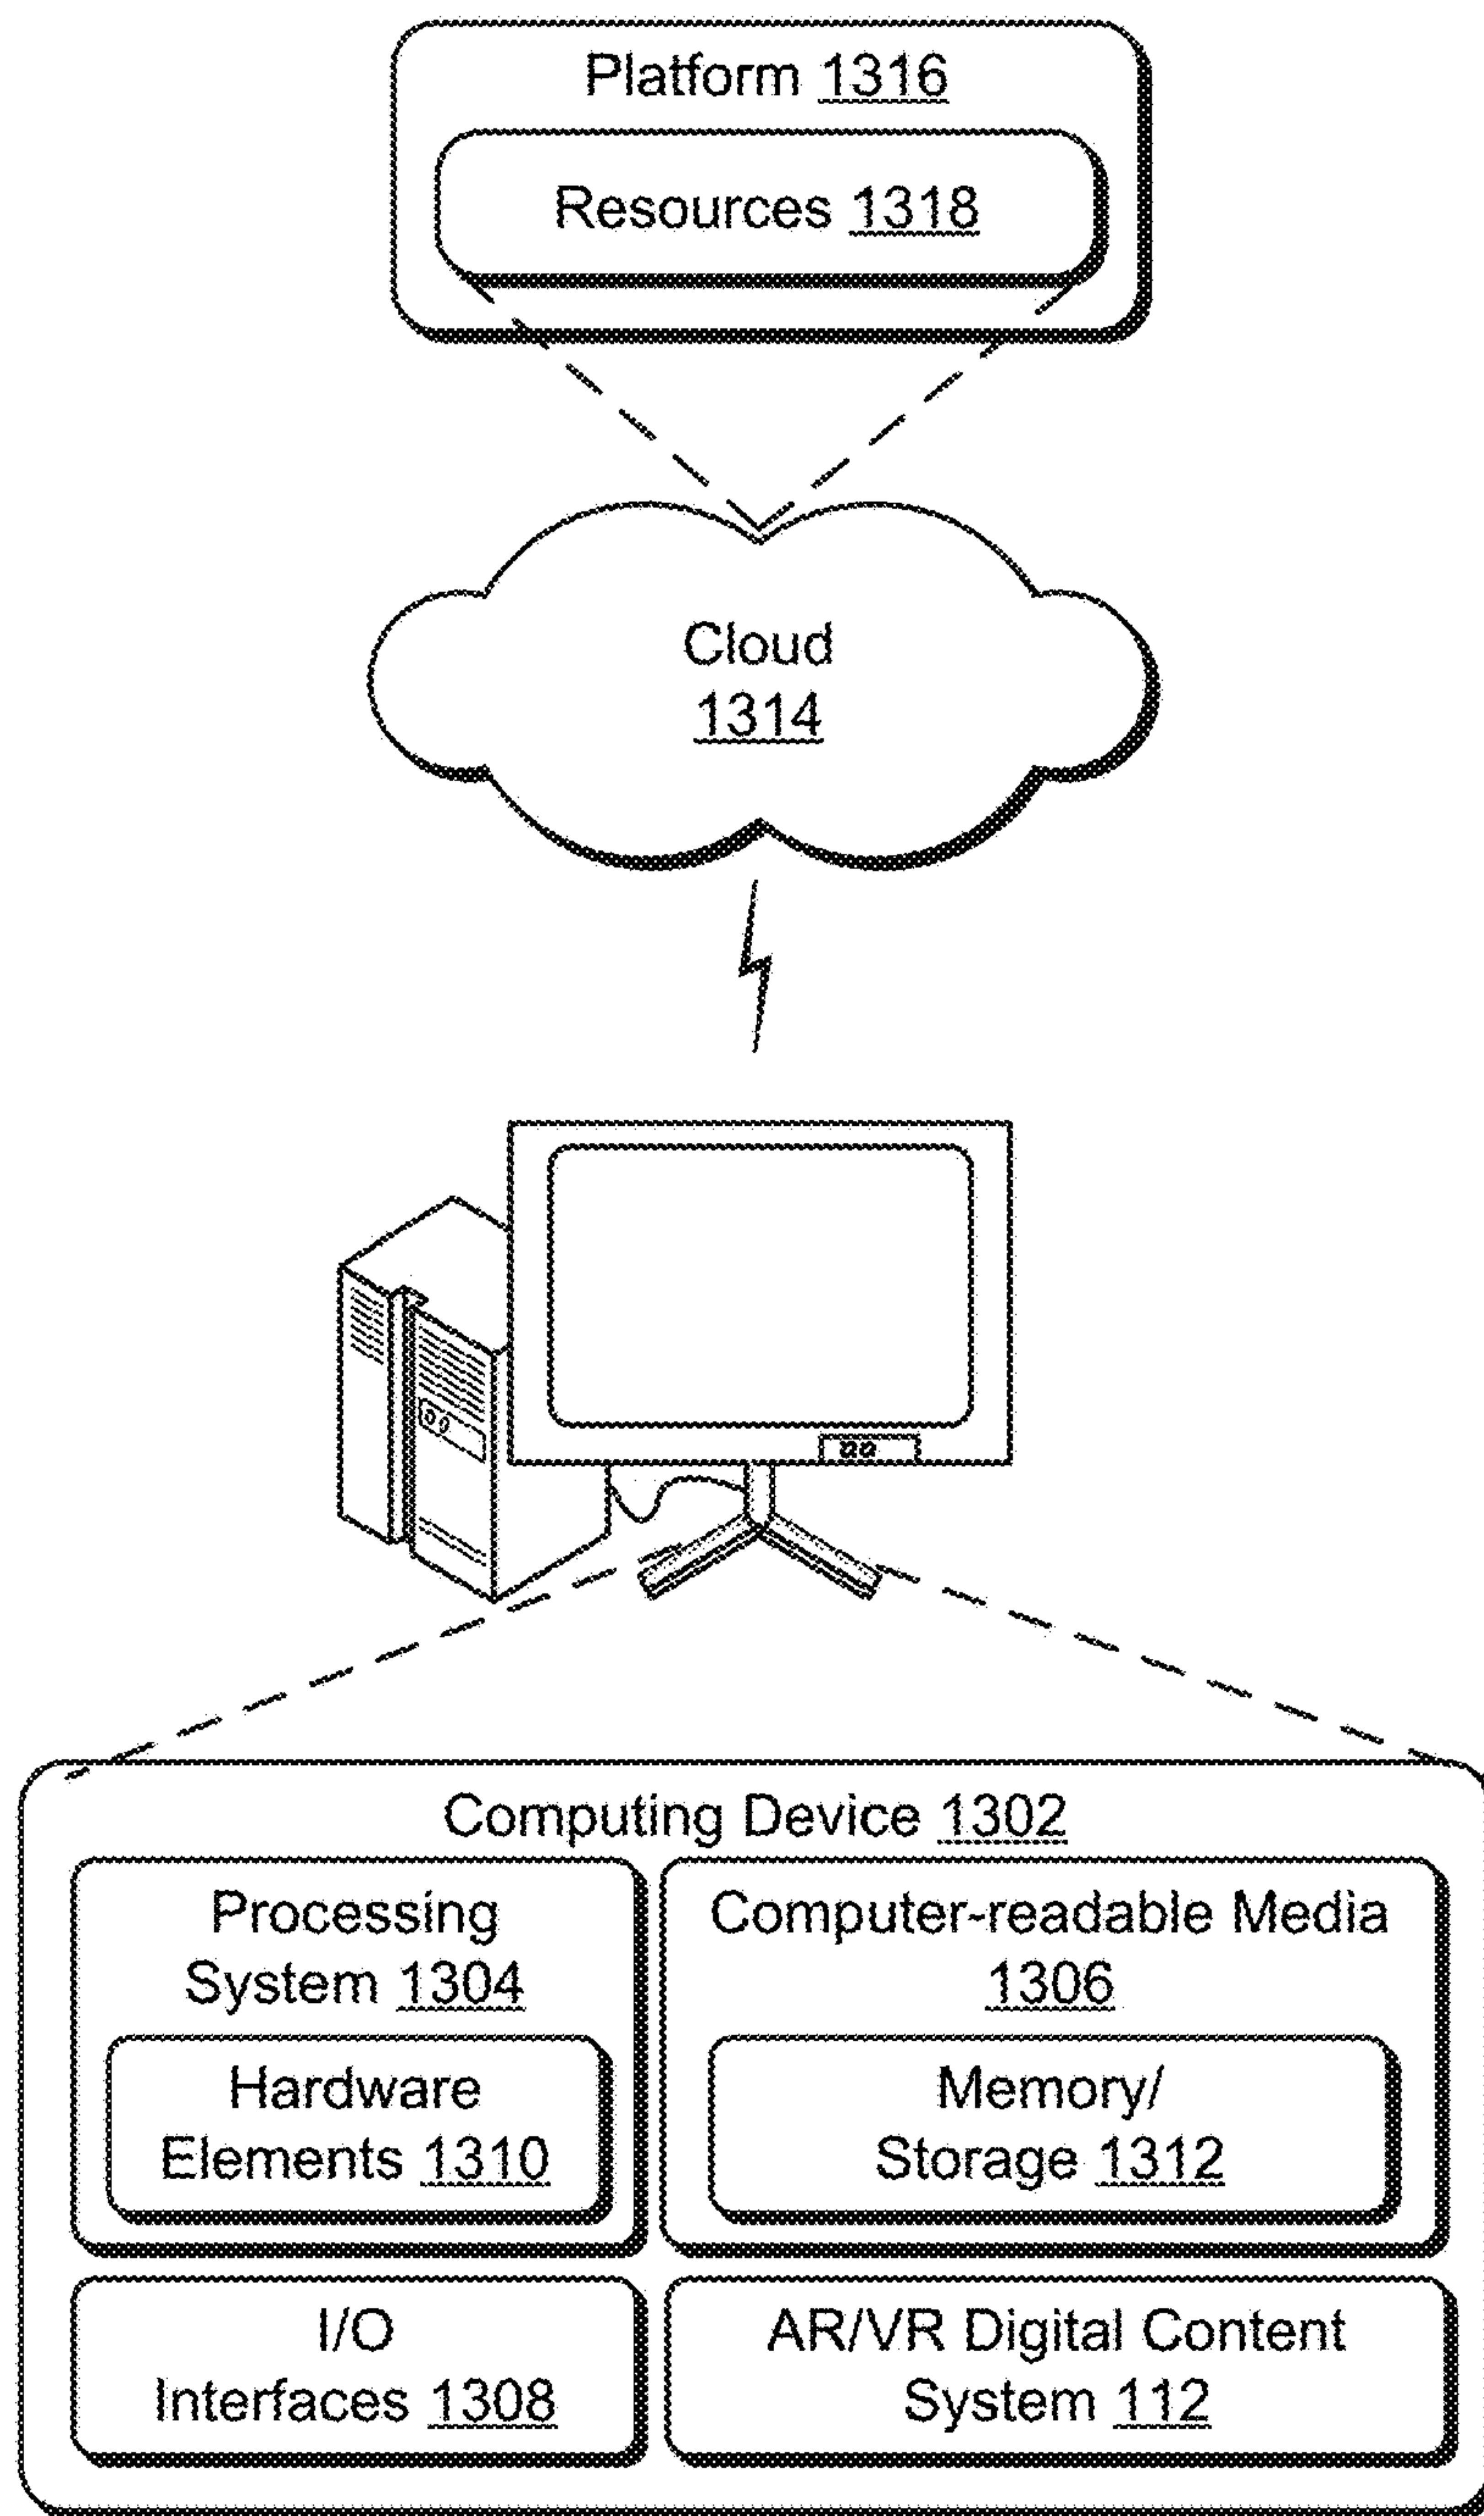 Platform 1316
Resources 1318
Cloud
1314
Computing Device 1302
Processing
System 1304
Hardware
Elements 1310
Computer-readable Media
1306
Memory/
Storage 1312
I/O
Interfaces 1308
AR/VR Digital Content
System 112